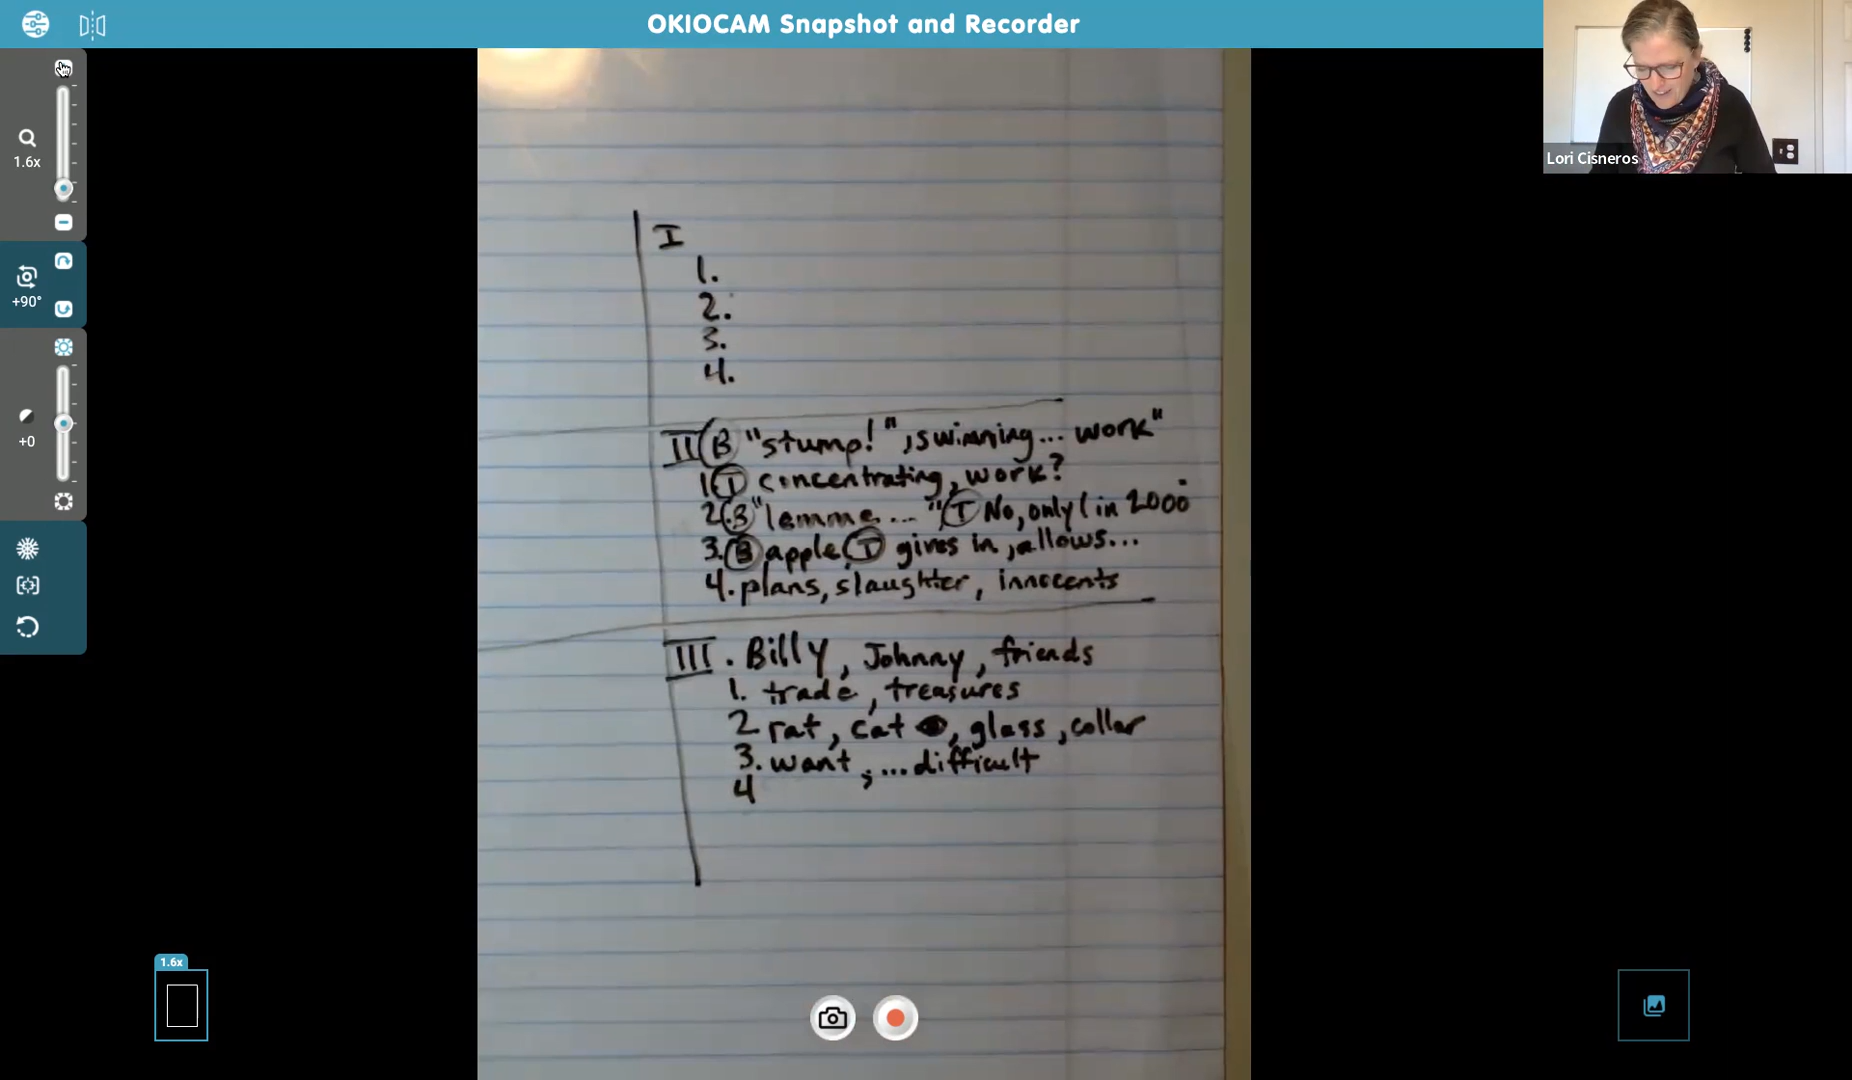 OKIOCAM Snapshot and Recorder
1.6x
+90°
+0
Lori Cisneros
I
1.
2.
3.
4.
II (B) "stump!", swimming... work"
1 (T) concentrating, work?
2. (B) "lemme..." (T) No, only 1 in 2000
3. (B) apple, (T) gives in, allows...
4. plans, slaughter, innocents
III. Billy, Johnny, friends
1. trade, treasures
2 rat, cat, glass, collar
3. want, ...difficult
4
1.6x